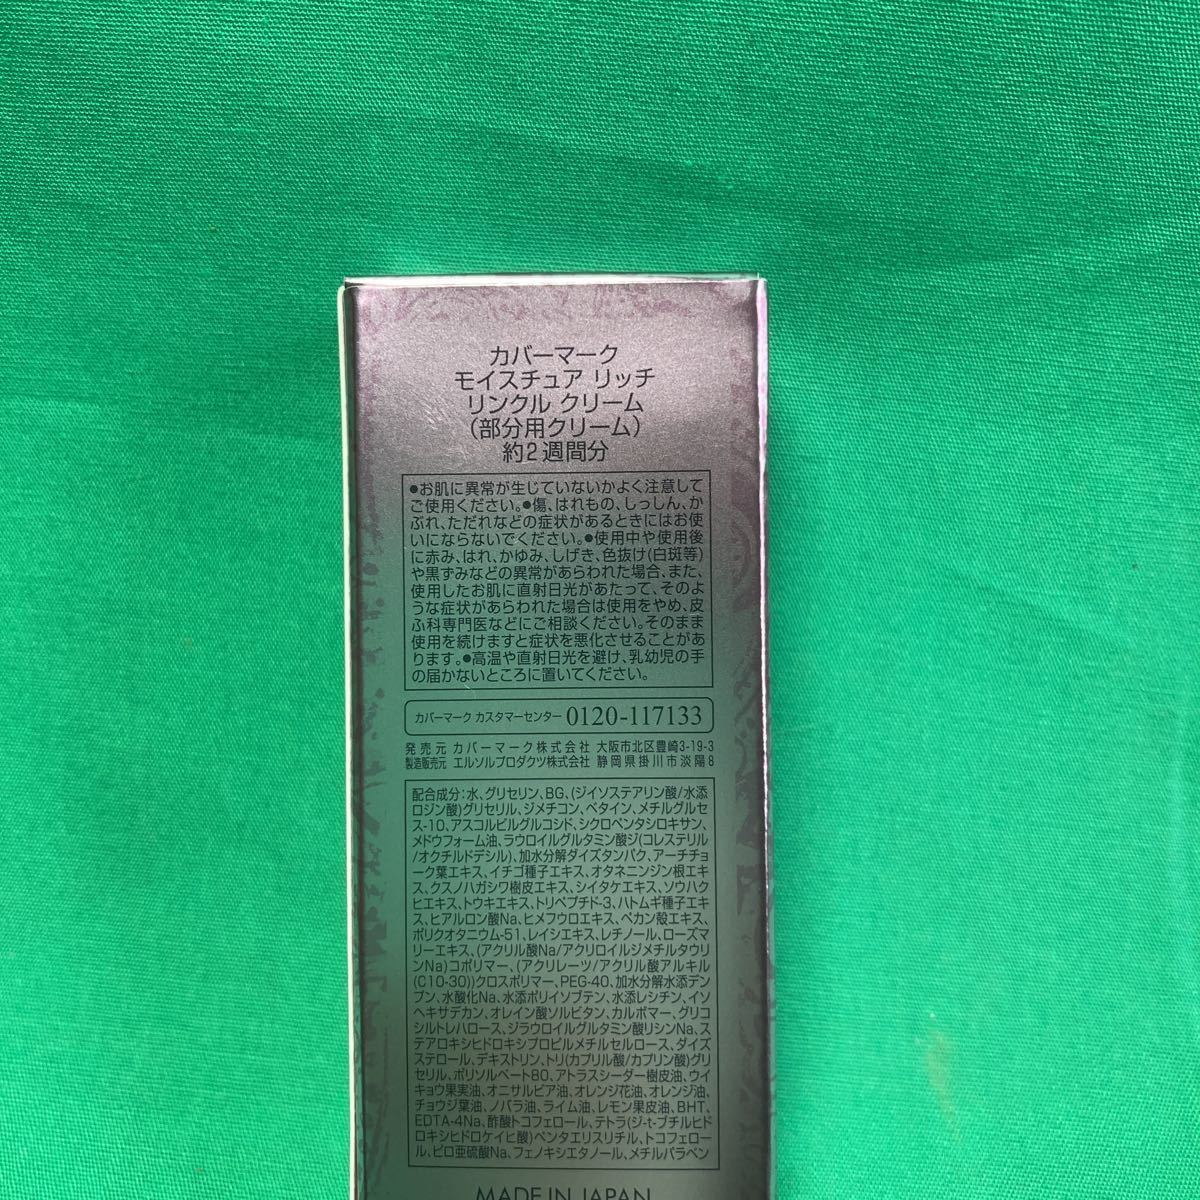 カバーマーク
モイスチュア リッチ
リンクル クリーム
(部分用クリーム)
約2週間分
●お肌に異常が生じていないかよく注意して
ご使用ください。●傷、はれもの、しっしん、か
ぶれ、ただれなどの症状があるときにはお使
いにならないでください。●使用中や使用後
に赤み、はれ、かゆみ、しげき、色抜け(白斑等)
や黒ずみなどの異常があらわれた場合、また、
使用したお肌に直射日光があたって、そのよ
うな症状があらわれた場合は使用をやめ、皮
ふ科専門医などにご相談ください。そのまま
使用を続けますと症状を悪化させることがあ
ります。●高温や直射日光を避け、乳幼児の手
の届かないところに置いてください。
カバーマーク カスタマーセンター 0120-117133
発売元 カバーマーク株式会社 大阪市北区豊崎3-19-3
製造販売元 エルソルプロダクツ株式会社 静岡県掛川市淡陽8
配合成分:水、グリセリン、BG、(ジイソステアリン酸/水添
ロジン酸)グリセリル、ジメチコン、ベタイン、メチルグルセ
ス-10、アスコルビルグルコシド、シクロペンタシロキサン、
メドウフォーム油、ラウロイルグルタミン酸ジ(コレステリル
/オクチルドデシル)、加水分解ダイズタンパク、アーチチョ
ーク葉エキス、イチゴ種子エキス、オタネニンジン根エキ
ス、クスノハガシワ樹皮エキス、シイタケエキス、ソウハク
ヒエキス、トウキエキス、トリペプチド-3、ハトムギ種子エキ
ス、ヒアルロン酸Na、ヒメフウロエキス、ペカン殻エキス、
ポリクオタニウム-51、レイシエキス、レチノール、ローズマ
リーエキス、(アクリル酸Na/アクリロイルジメチルタウリ
ンNa)コポリマー、(アクリレーツ/アクリル酸アルキル
(C10-30))クロスポリマー、PEG-40、加水分解水添デン
プン、水酸化Na、水添ポリイソブテン、水添レシチン、イソ
ヘキサデカン、オレイン酸ソルビタン、カルボマー、グリコ
シルトレハロース、ジラウロイルグルタミン酸リシンNa、ス
テアロキシヒドロキシプロピルメチルセルロース、ダイズ
ステロール、デキストリン、トリ(カプリル酸/カプリン酸)グリ
セリル、ポリソルベート80、アトラスシーダー樹皮油、ウイ
キョウ果実油、オニサルビア油、オレンジ花油、オレンジ油、
チョウジ葉油、ノバラ油、ライム油、レモン果皮油、BHT、
EDTA-4Na、酢酸トコフェロール、テトラ(ジ-t-ブチルヒド
ロキシヒドロケイヒ酸)ペンタエリスリチル、トコフェロー
ル、ピロ亜硫酸Na、フェノキシエタノール、メチルパラベン
MADE IN JAPAN